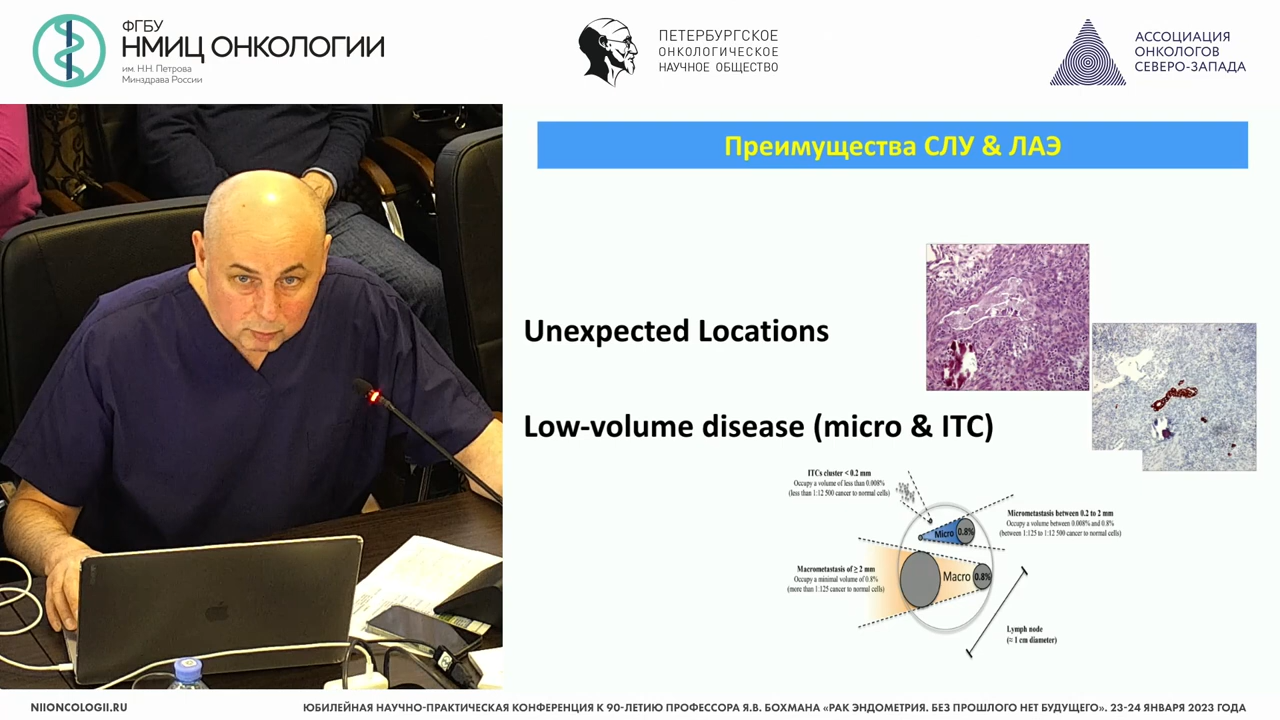 ФГБУ
НМИЦ ОНКОЛОГИИ
им. Н.Н. Петрова
Минздрава России
ПЕТЕРБУРГСКОЕ
ОНКОЛОГИЧЕСКОЕ
НАУЧНОЕ ОБЩЕСТВО
АССОЦИАЦИЯ
ОНКОЛОГОВ
СЕВЕРО-ЗАПАДА
Преимущества СЛУ & ЛАЭ
Unexpected Locations
Low-volume disease (micro & ITC)
ITCs cluster < 0.2 mm
Occupy a volume of less than 0.008%
(less than 1:12 500 cancer to normal cells)
Micrometastasis between 0.2 to 2 mm
Occupy a volume between 0.008% and 0.8%
(between 1:125 to 1:12 500 cancer to normal cells)
Micro 0.8%
Macrometastasis of ≥ 2 mm
Occupy a minimal volume of 0.8%
(more than 1:125 cancer to normal cells)
Macro 0.8%
Lymph node
(≈ 1 cm diameter)
NIIONCOLOGII.RU
ЮБИЛЕЙНАЯ НАУЧНО-ПРАКТИЧЕСКАЯ КОНФЕРЕНЦИЯ К 90-ЛЕТИЮ ПРОФЕССОРА Я.В. БОХМАНА «РАК ЭНДОМЕТРИЯ. БЕЗ ПРОШЛОГО НЕТ БУДУЩЕГО». 23-24 ЯНВАРЯ 2023 ГОДА